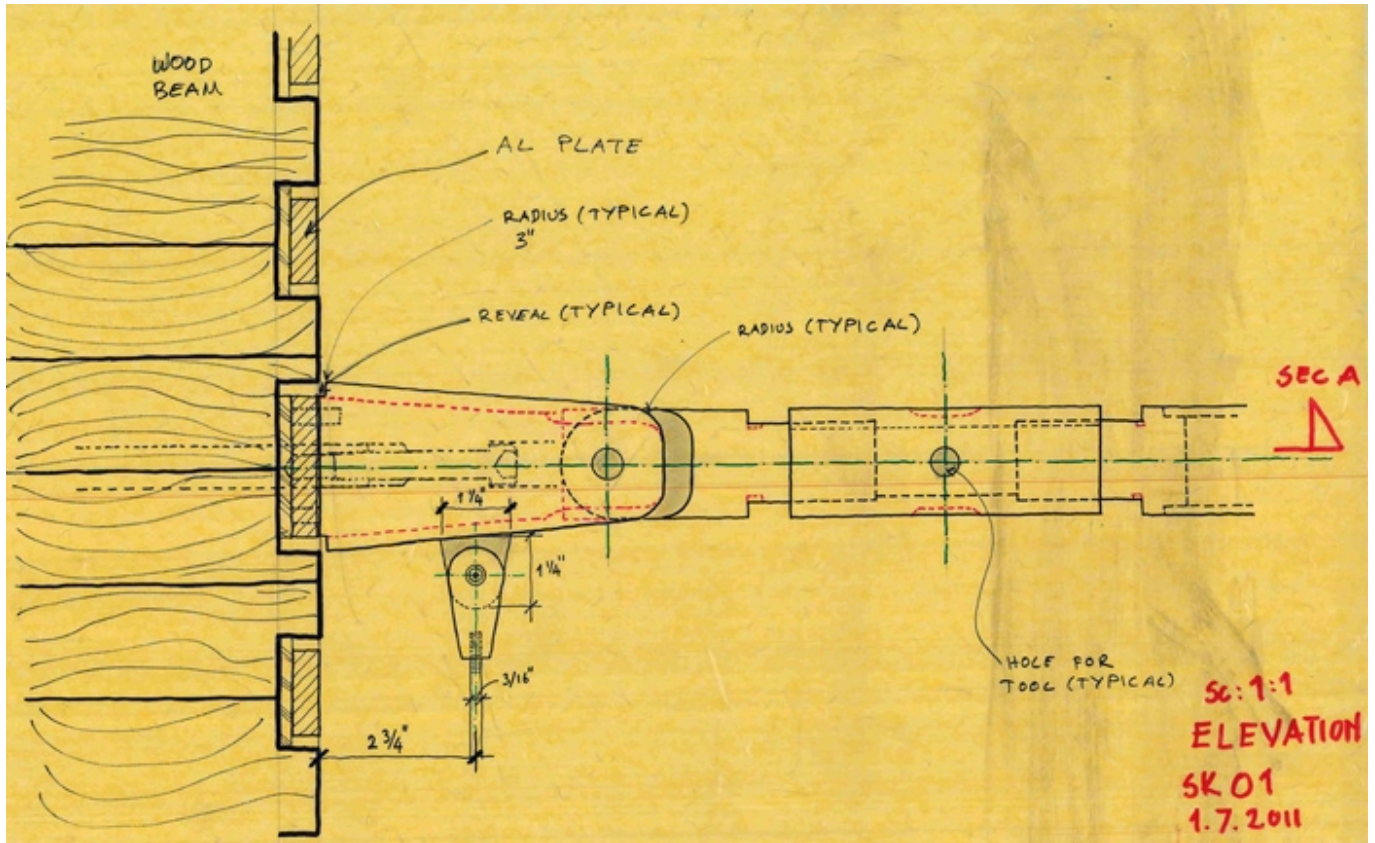 WOOD
BEAM
AL PLATE
RADIUS (TYPICAL)
3"
REVEAL (TYPICAL)
RADIUS (TYPICAL)
SEC A
1 1/4"
1 1/4"
3/16"
2 3/4"
HOLE FOR
TOOL (TYPICAL)
SC: 1:1
ELEVATION
SK 01
1.7.2011